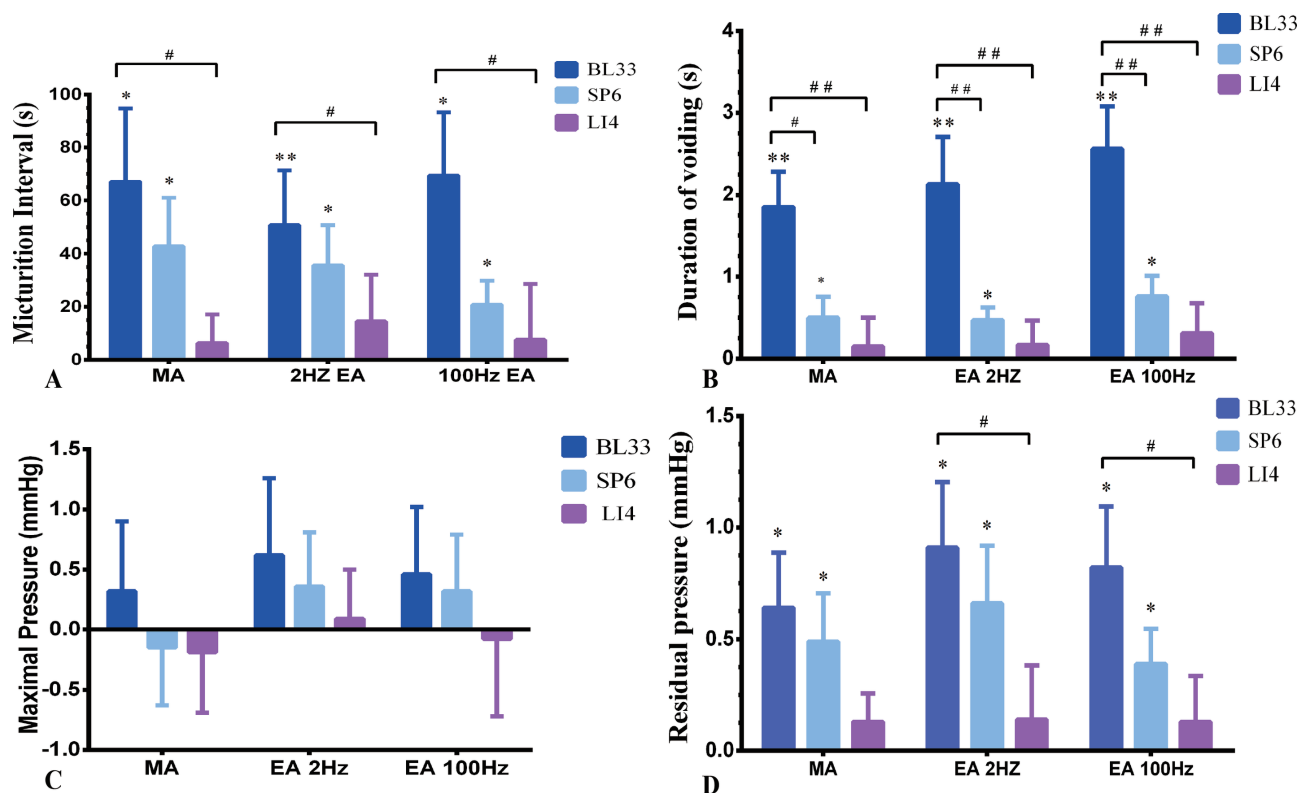 #
#
#
*
*
**
*
*
*
BL33
SP6
LI4
Micturition Interval (s)
100
80
60
40
20
0
MA
2HZ EA
100Hz EA
A
# #
#
# #
# #
# #
# #
**
*
**
*
**
*
BL33
SP6
LI4
Duration of voiding (s)
4
3
2
1
0
MA
EA 2HZ
EA 100Hz
B
BL33
SP6
LI4
Maximal Pressure (mmHg)
1.5
1.0
0.5
0.0
-0.5
-1.0
MA
EA 2Hz
EA 100Hz
C
#
#
*
*
*
*
*
*
BL33
SP6
LI4
Residual pressure (mmHg)
1.5
1.0
0.5
0.0
MA
EA 2HZ
EA 100Hz
D